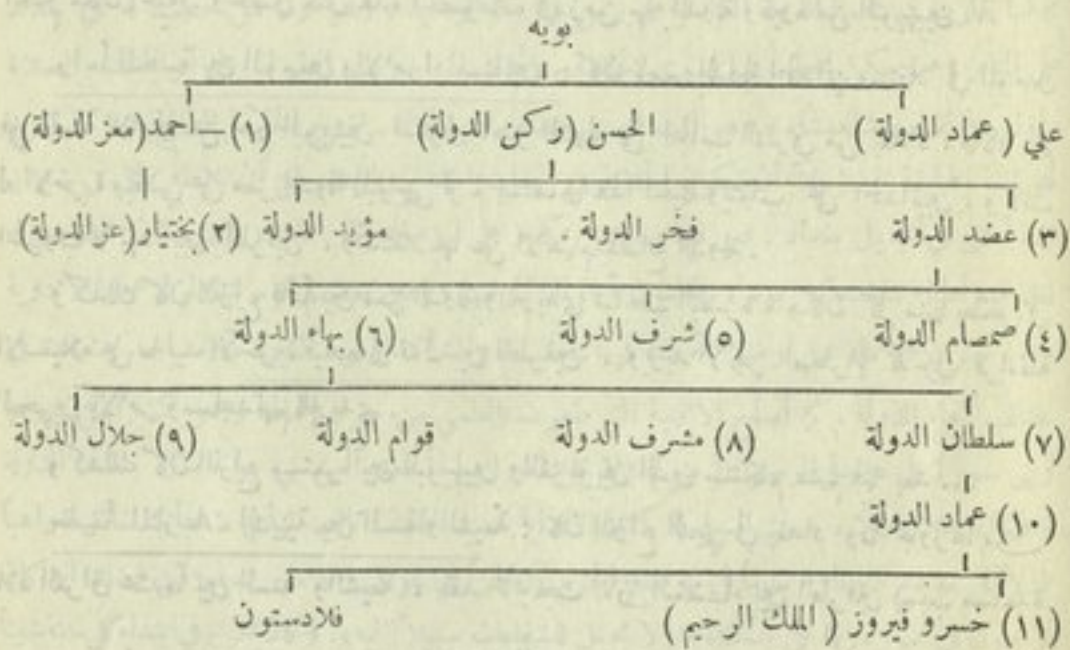 بويه
علي ( عماد الدولة ) الحسن (ركن الدولة) (١)–احمد(معز الدولة)
(٣) عضد الدولة فخر الدولة . مؤيد الدولة (٢)بختيار(عز الدولة)
(٤) صمصام الدولة (٥) شرف الدولة (٦) بهاء الدولة
(٧) سلطان الدولة (٨) مشرف الدولة قوام الدولة (٩) جلال الدولة
(١٠) عماد الدولة
(١١) خسرو فيروز ( الملك الرحيم ) فلادستون